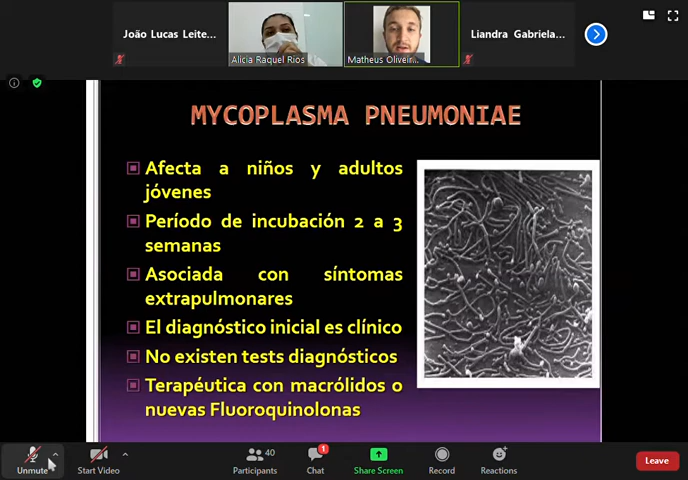 João Lucas Leite...
Alícia Raquel Rios
Matheus Oliveir...
Liandra Gabriela...
MYCOPLASMA PNEUMONIAE
Afecta a niños y adultos
jóvenes
Período de incubación 2 a 3
semanas
Asociada con síntomas
extrapulmonares
El diagnóstico inicial es clínico
No existen tests diagnósticos
Terapéutica con macrólidos o
nuevas Fluoroquinolonas
Unmute
Start Video
40
Participants
1
Chat
Share Screen
Record
Reactions
Leave